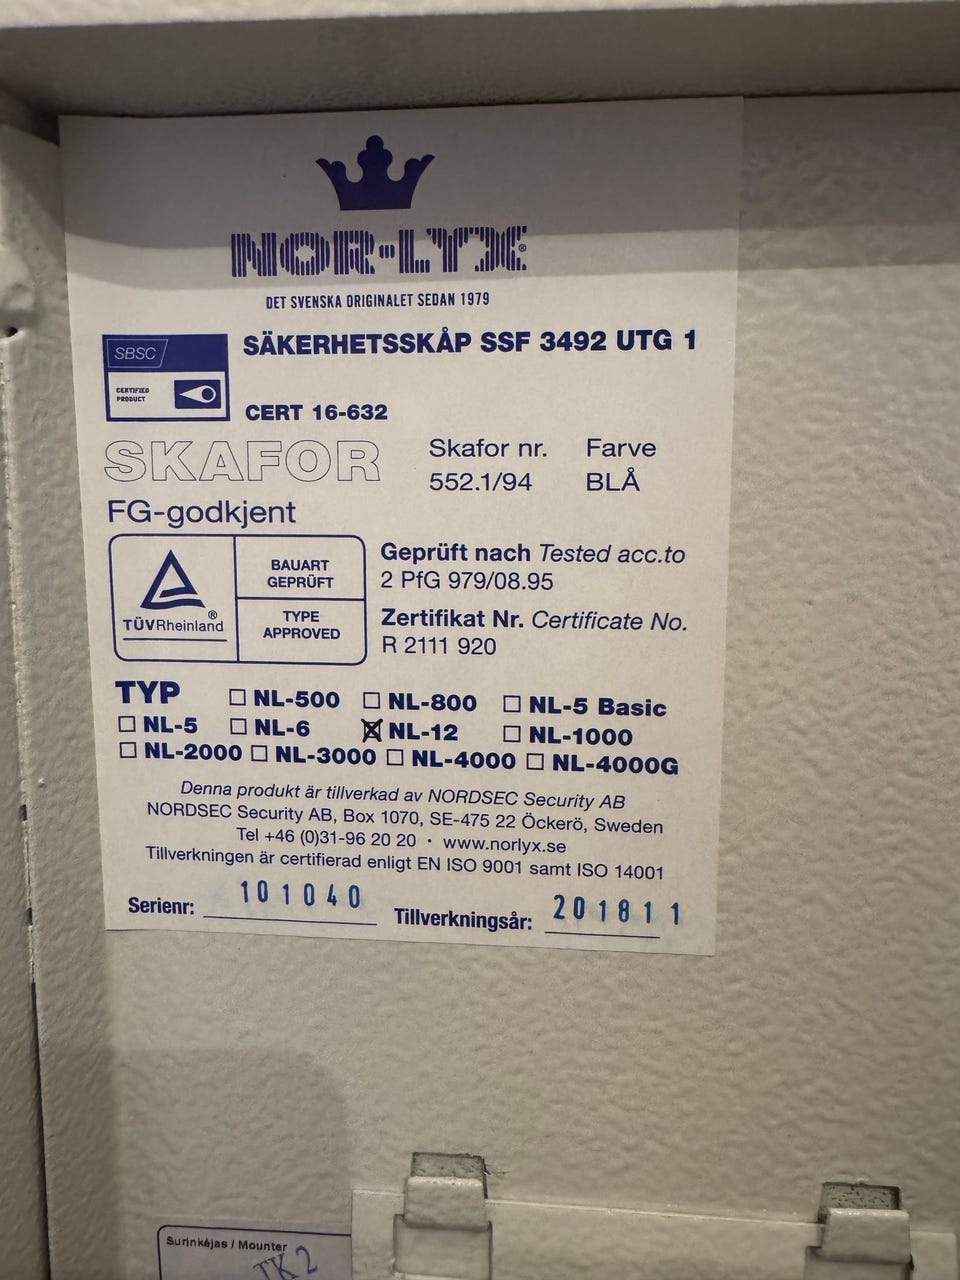 NOR-LYX®
DET SVENSKA ORIGINALET SEDAN 1979
SBSC
CERTIFIED
PRODUCT
SÄKERHETSSKÅP SSF 3492 UTG 1
CERT 16-632
SKAFOR
Skafor nr. Farve
552.1/94 BLÅ
FG-godkjent
TÜVRheinland®
BAUART
GEPRÜFT
TYPE
APPROVED
Geprüft nach Tested acc.to
2 PfG 979/08.95
Zertifikat Nr. Certificate No.
R 2111 920
TYP ☐ NL-500 ☐ NL-800 ☐ NL-5 Basic
☐ NL-5 ☐ NL-6 ☒ NL-12 ☐ NL-1000
☐ NL-2000 ☐ NL-3000 ☐ NL-4000 ☐ NL-4000G
Denna produkt är tillverkad av NORDSEC Security AB
NORDSEC Security AB, Box 1070, SE-475 22 Öckerö, Sweden
Tel +46 (0)31-96 20 20 · www.norlyx.se
Tillverkningen är certifierad enligt EN ISO 9001 samt ISO 14001
Serienr: 101040 Tillverkningsår: 201811
Surinkėjas / Mounter
TK2